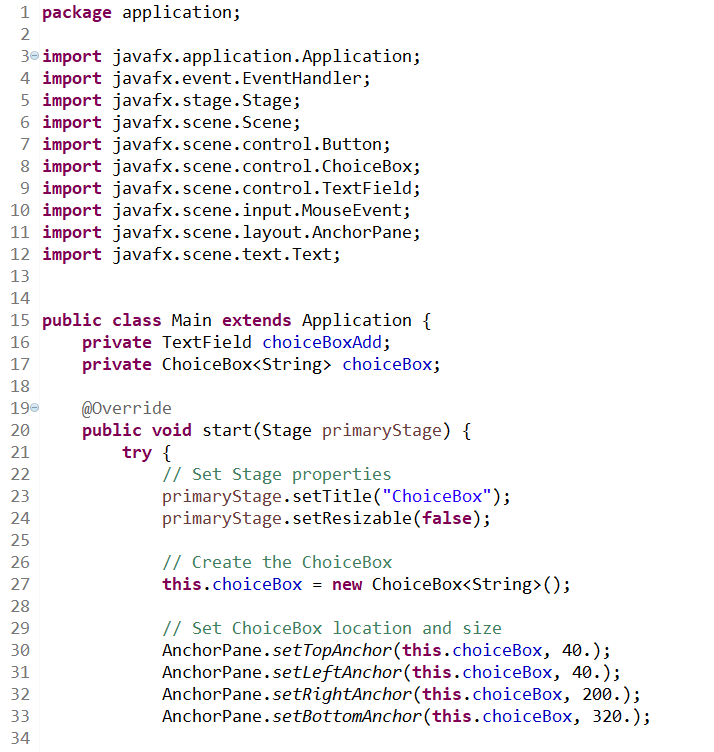 1 package application;
2
3 import javafx.application.Application;
4 import javafx.event.EventHandler;
5 import javafx.stage.Stage;
6 import javafx.scene.Scene;
7 import javafx.scene.control.Button;
8 import javafx.scene.control.ChoiceBox;
9 import javafx.scene.control.TextField;
10 import javafx.scene.input.MouseEvent;
11 import javafx.scene.layout.AnchorPane;
12 import javafx.scene.text.Text;
13
14
15 public class Main extends Application {
16     private TextField choiceBoxAdd;
17     private ChoiceBox<String> choiceBox;
18
19     @Override
20     public void start(Stage primaryStage) {
21         try {
22             // Set Stage properties
23             primaryStage.setTitle("ChoiceBox");
24             primaryStage.setResizable(false);
25
26             // Create the ChoiceBox
27             this.choiceBox = new ChoiceBox<String>();
28
29             // Set ChoiceBox location and size
30             AnchorPane.setTopAnchor(this.choiceBox, 40.);
31             AnchorPane.setLeftAnchor(this.choiceBox, 40.);
32             AnchorPane.setRightAnchor(this.choiceBox, 200.);
33             AnchorPane.setBottomAnchor(this.choiceBox, 320.);
34